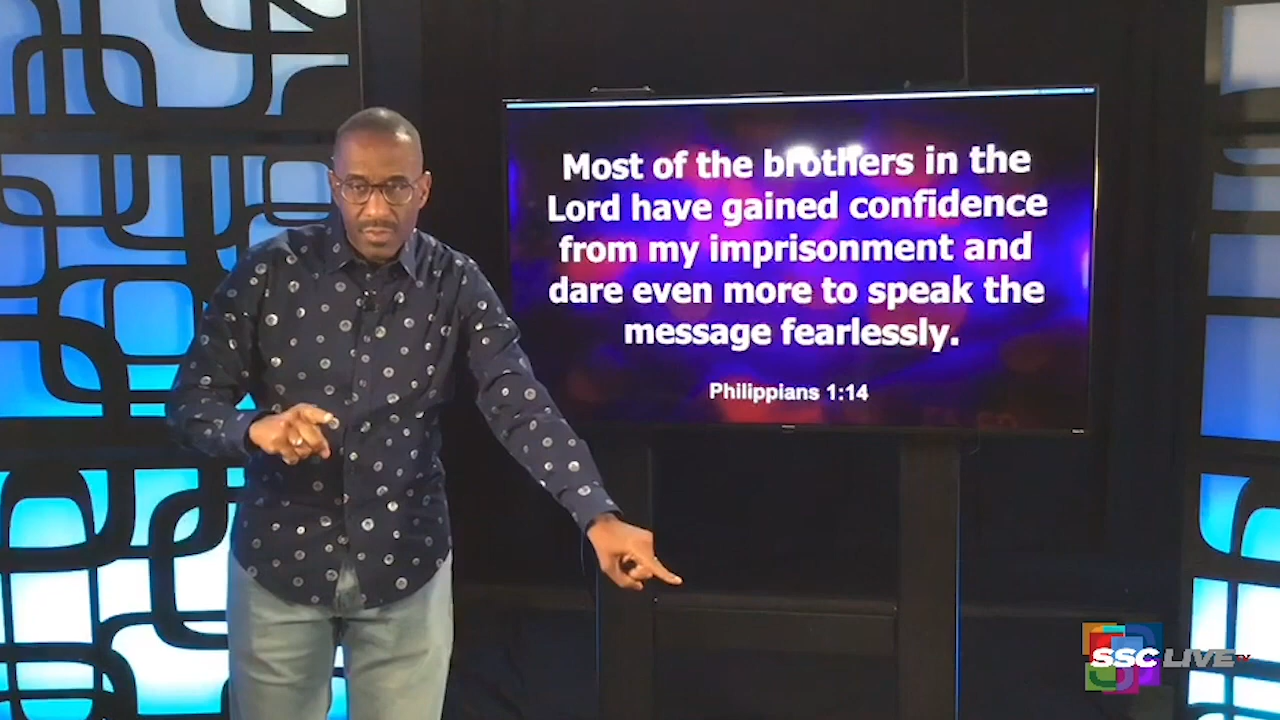 Most of the brothers in the
Lord have gained confidence
from my imprisonment and
dare even more to speak the
message fearlessly.
Philippians 1:14
SSC LIVE TV